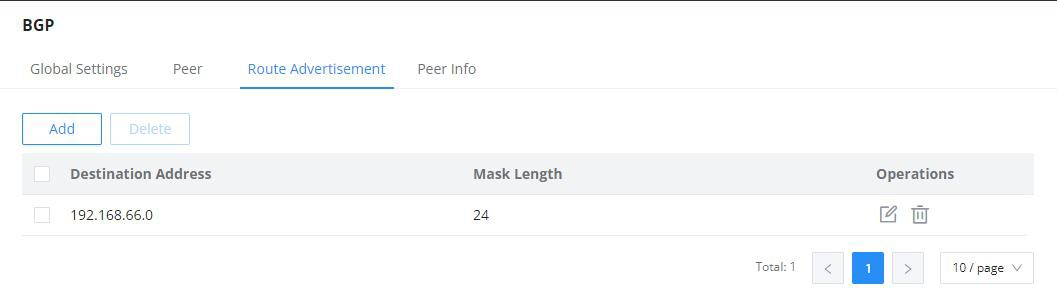 BGP
Global Settings Peer Route Advertisement Peer Info
Add Delete
Destination Address Mask Length Operations
192.168.66.0 24
Total: 1 < 1 > 10 / page